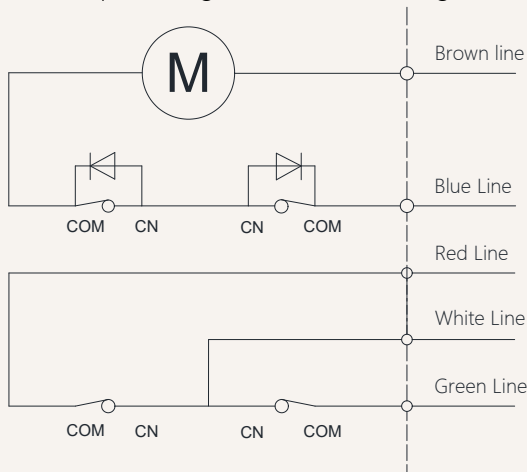 M
Brown line
Blue Line
COM CN CN COM
Red Line
White Line
Green Line
COM CN CN COM